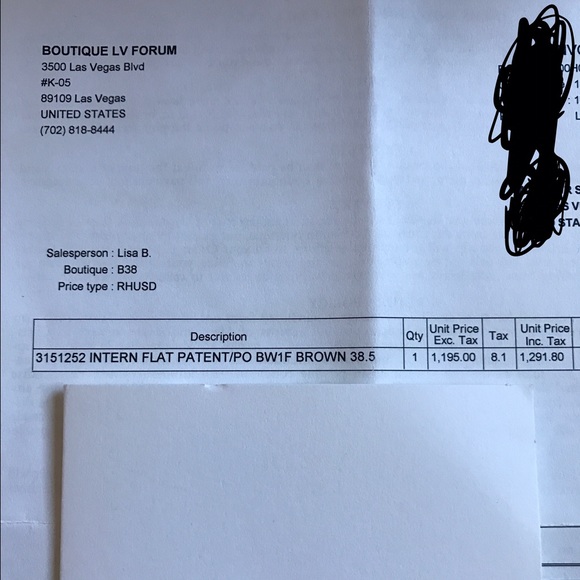 BOUTIQUE LV FORUM
3500 Las Vegas Blvd
#K-05
89109 Las Vegas
UNITED STATES
(702) 818-8444
Salesperson : Lisa B.
Boutique : B38
Price type : RHUSD
Description Qty Unit Price Exc. Tax Tax Unit Price Inc. Tax
3151252 INTERN FLAT PATENT/PO BW1F BROWN 38.5 1 1,195.00 8.1 1,291.80